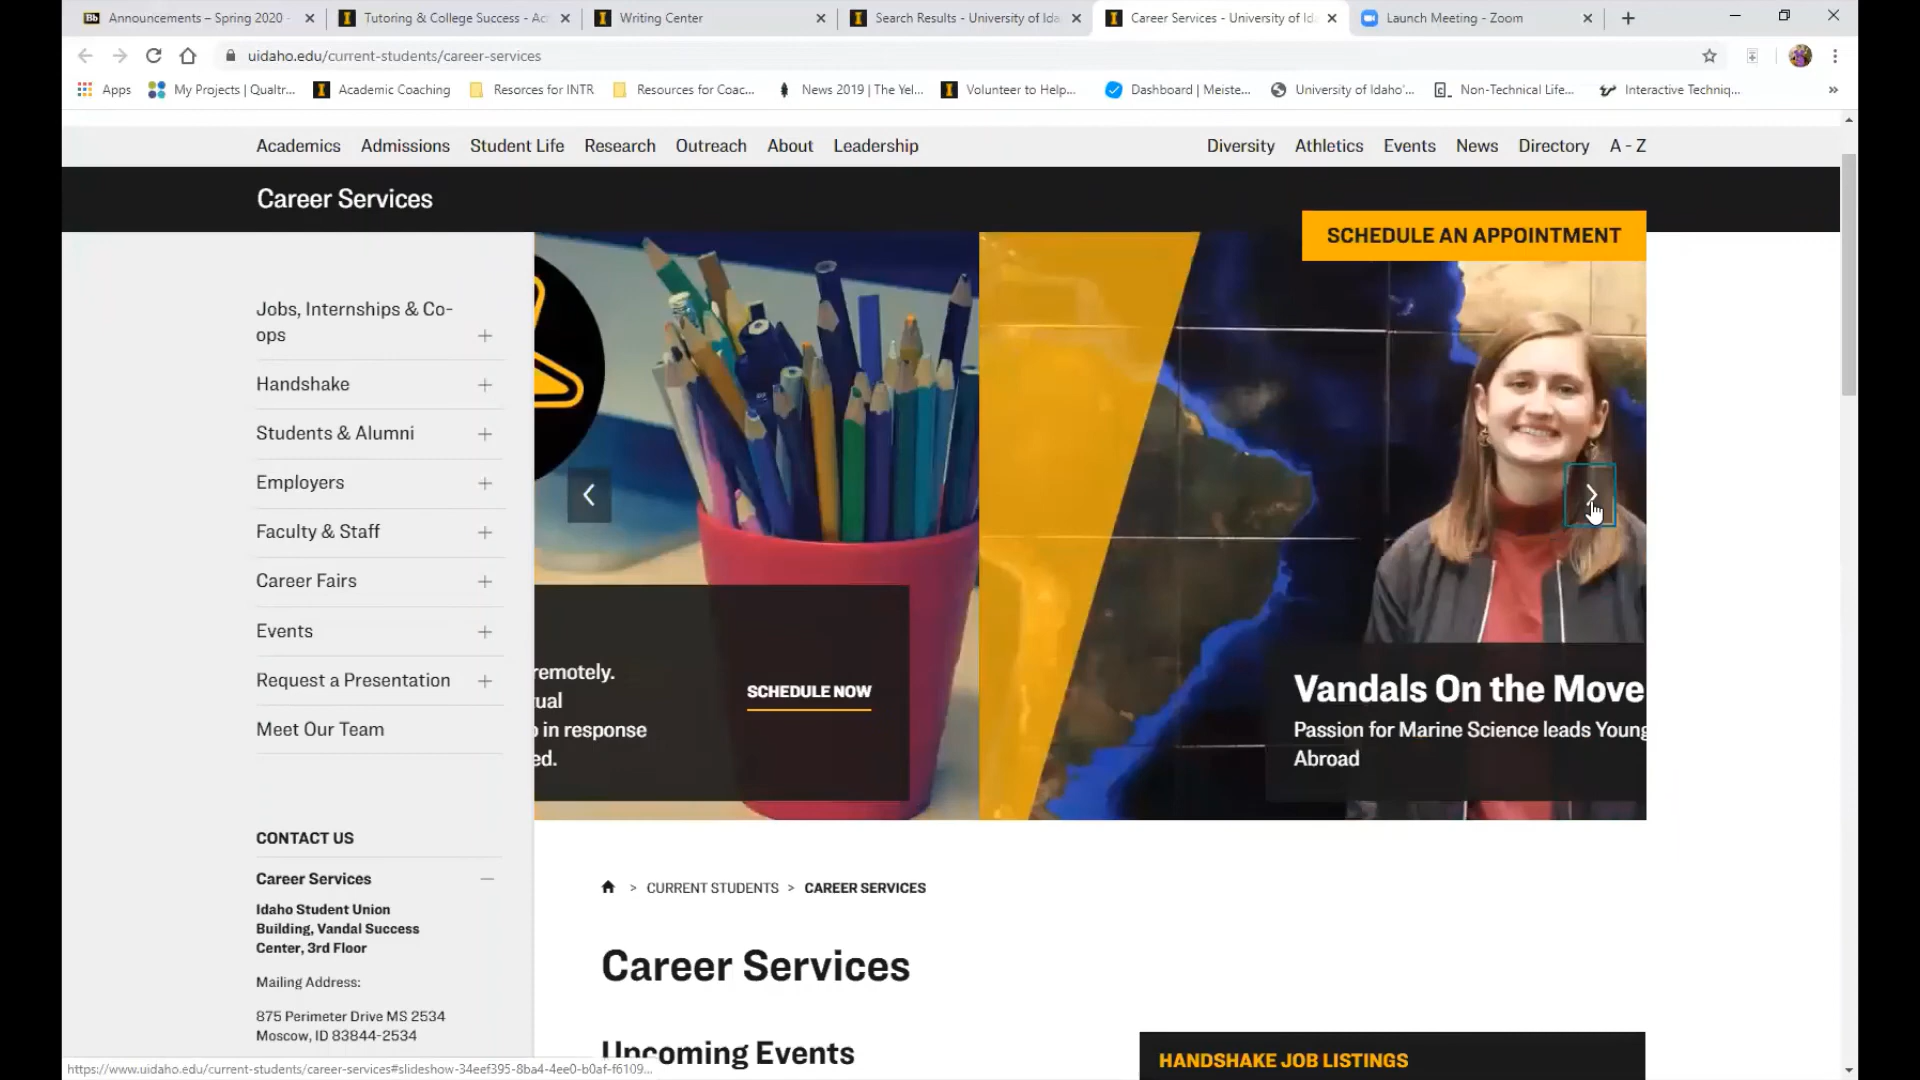 Bb Announcements – Spring 2020 -
Tutoring & College Success - Ac
Writing Center
Search Results - University of Ida
Career Services - University of Id
Launch Meeting - Zoom
uidaho.edu/current-students/career-services
Apps
My Projects | Qualtr...
Academic Coaching
Resorces for INTR
Resources for Coac...
News 2019 | The Yel...
Volunteer to Help...
Dashboard | Meiste...
University of Idaho'...
Non-Technical Life...
Interactive Techniq...
Academics Admissions Student Life Research Outreach About Leadership
Diversity Athletics Events News Directory A - Z
Career Services
SCHEDULE AN APPOINTMENT
Jobs, Internships & Co-
ops
Handshake
Students & Alumni
Employers
Faculty & Staff
Career Fairs
Events
Request a Presentation
Meet Our Team
CONTACT US
Career Services
Idaho Student Union
Building, Vandal Success
Center, 3rd Floor
Mailing Address:
875 Perimeter Drive MS 2534
Moscow, ID 83844-2534
remotely.
tual
in response
ed.
SCHEDULE NOW
Vandals On the Move
Passion for Marine Science leads Young
Abroad
> CURRENT STUDENTS > CAREER SERVICES
Career Services
Upcoming Events
HANDSHAKE JOB LISTINGS
https://www.uidaho.edu/current-students/career-services#slideshow-34eef395-8ba4-4ee0-b0af-f6109...